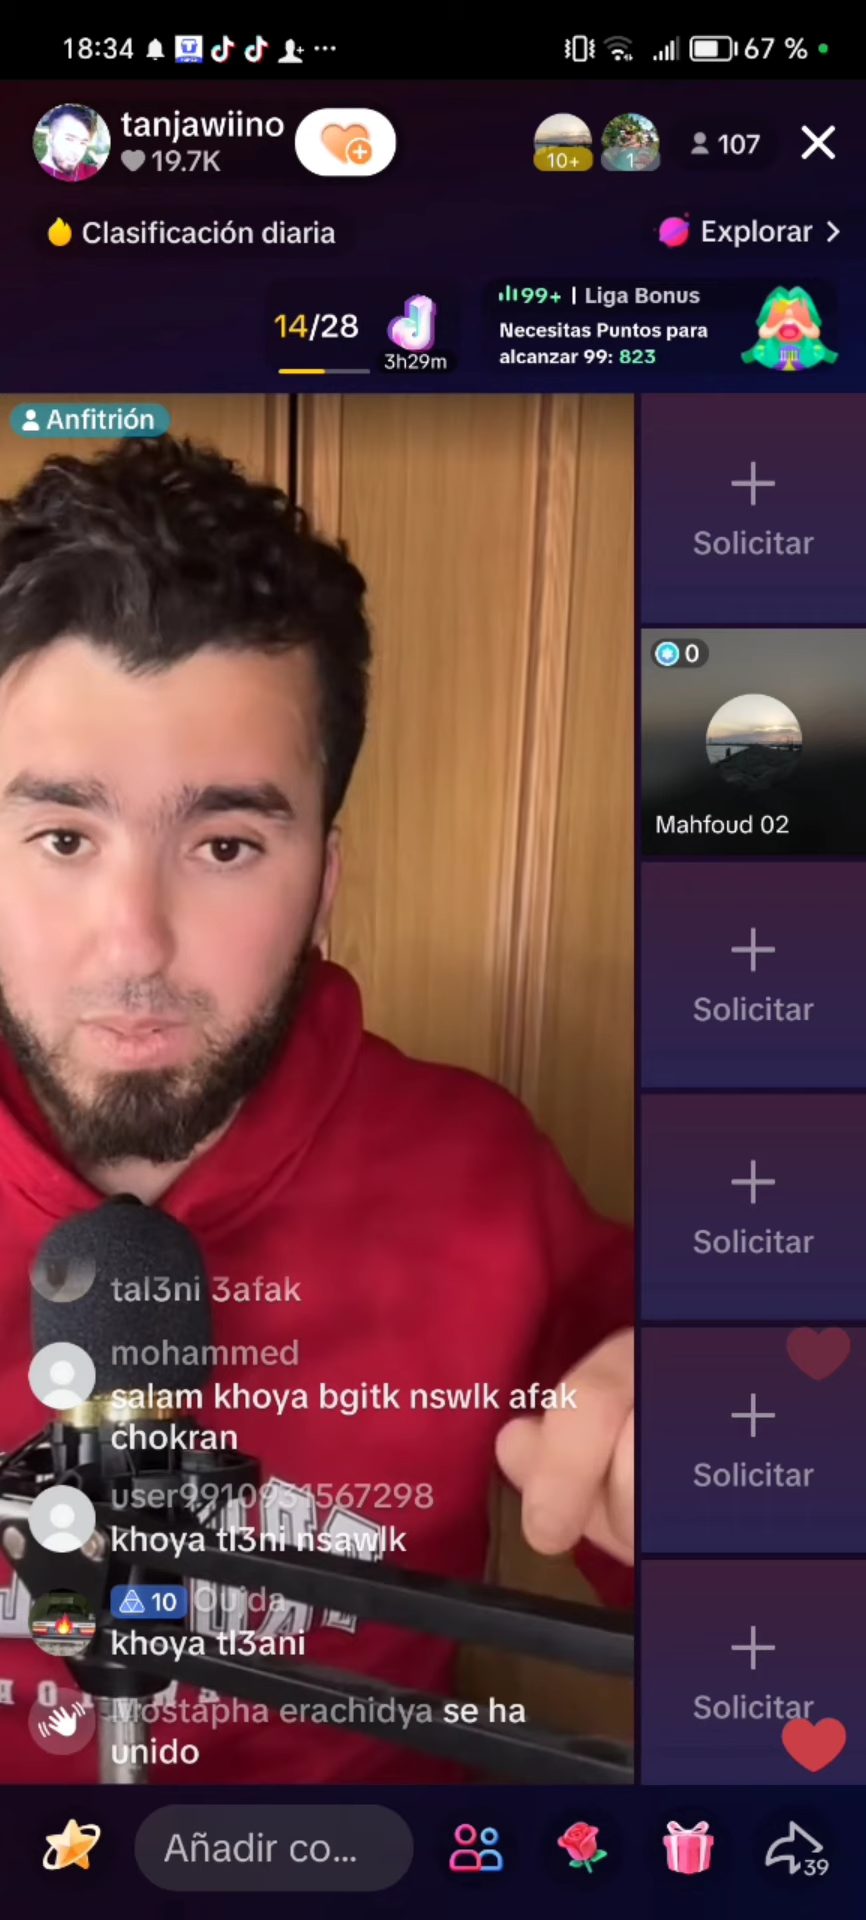 18:34
67 %
tanjawiino
19.7K
10+
1
107
Clasificación diaria
Explorar
14/28
3h29m
99+ | Liga Bonus
Necesitas Puntos para
alcanzar 99: 823
Anfitrión
Solicitar
0
Mahfoud 02
Solicitar
Solicitar
Solicitar
Solicitar
tal3ni 3afak
mohammed
salam khoya bgitk nswlk afak
chokran
user9910931567298
khoya tl3ni nsawlk
10 Oujda
khoya tl3ani
Mostapha erachidya se ha
unido
Añadir co...
39